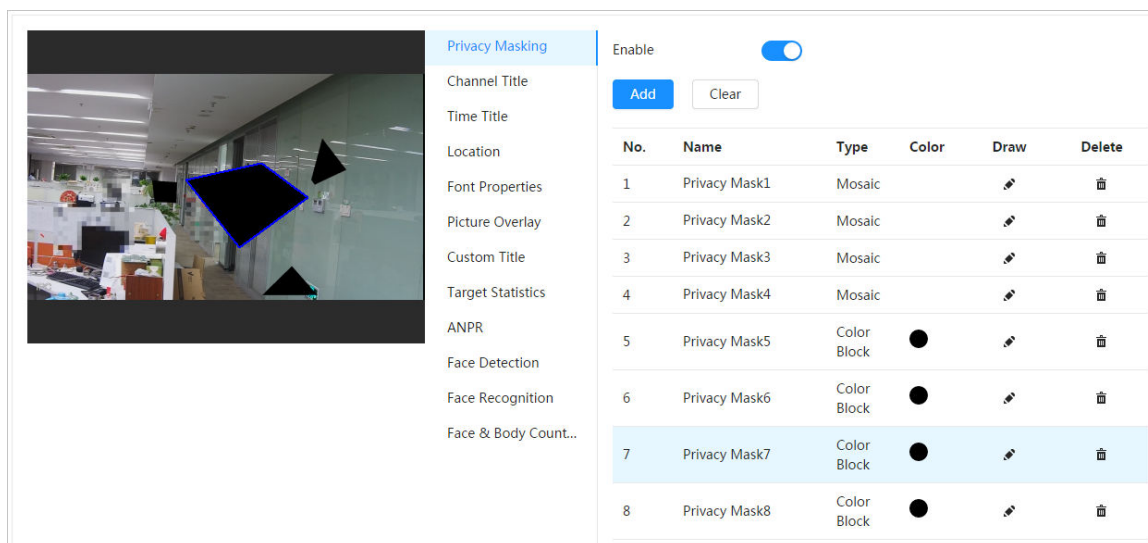 Privacy Masking
Channel Title
Time Title
Location
Font Properties
Picture Overlay
Custom Title
Target Statistics
ANPR
Face Detection
Face Recognition
Face & Body Count...
Enable
Add Clear
No. Name Type Color Draw Delete
1 Privacy Mask1 Mosaic
2 Privacy Mask2 Mosaic
3 Privacy Mask3 Mosaic
4 Privacy Mask4 Mosaic
5 Privacy Mask5 Color
Block
6 Privacy Mask6 Color
Block
7 Privacy Mask7 Color
Block
8 Privacy Mask8 Color
Block